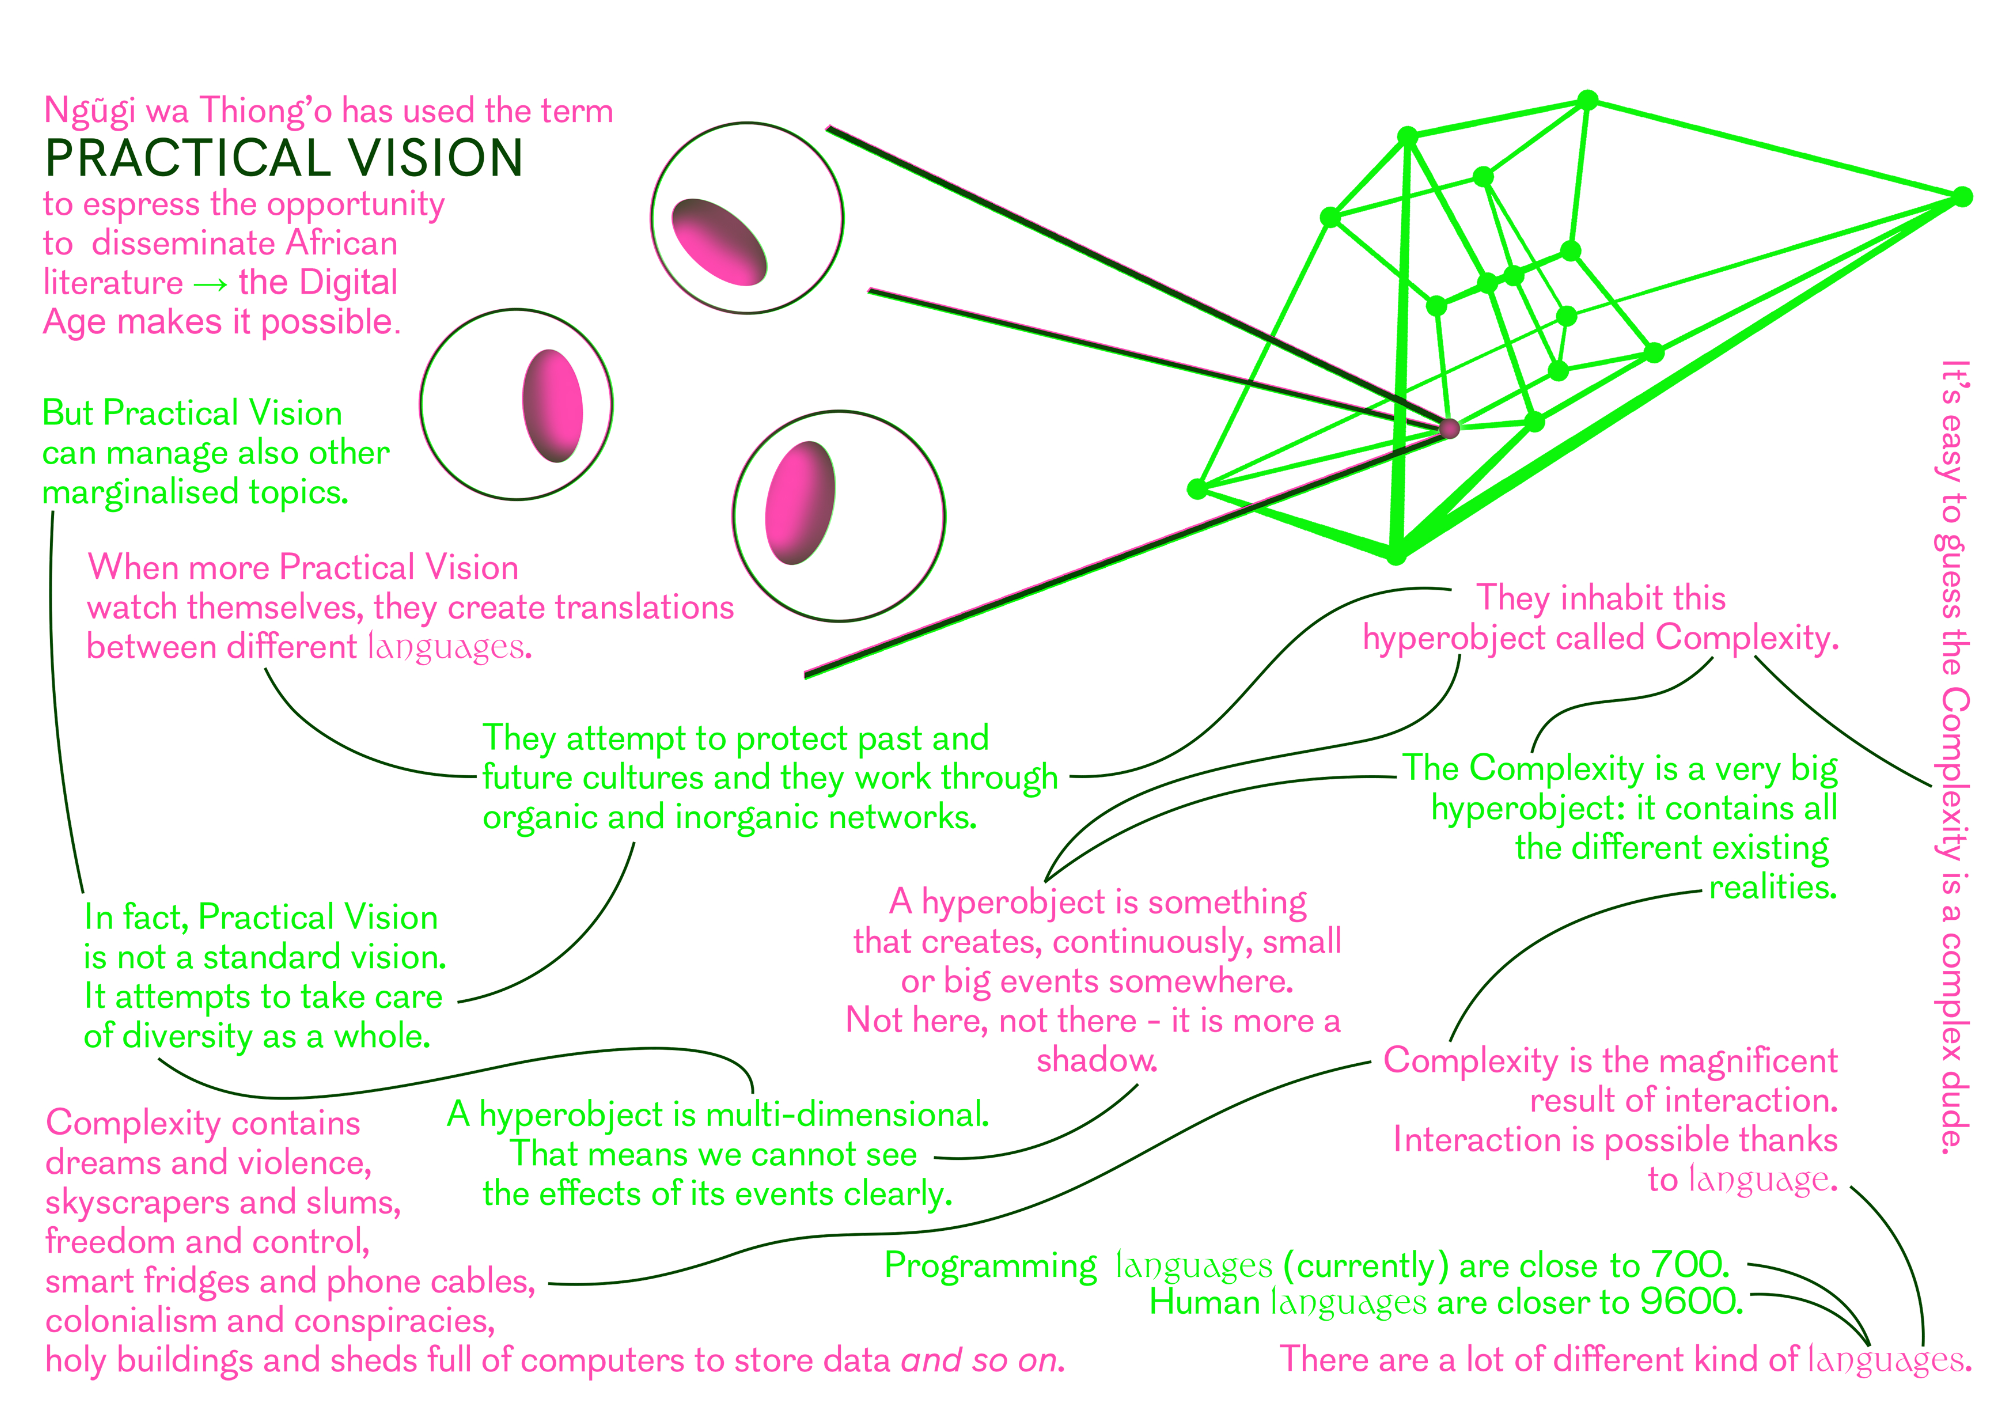 Ngũgi wa Thiong’o has used the term
PRACTICAL VISION
to espress the opportunity
to disseminate African
literature → the Digital
Age makes it possible.
But Practical Vision
can manage also other
marginalised topics.
When more Practical Vision
watch themselves, they create translations
between different languages.
They attempt to protect past and
future cultures and they work through
organic and inorganic networks.
In fact, Practical Vision
is not a standard vision.
It attempts to take care
of diversity as a whole.
They inhabit this
hyperobject called Complexity.
The Complexity is a very big
hyperobject: it contains all
the different existing
realities.
It’s easy to guess the Complexity is a complex dude.
A hyperobject is something
that creates, continuously, small
or big events somewhere.
Not here, not there - it is more a
shadow.
A hyperobject is multi-dimensional.
That means we cannot see
the effects of its events clearly.
Complexity is the magnificent
result of interaction.
Interaction is possible thanks
to language.
Complexity contains
dreams and violence,
skyscrapers and slums,
freedom and control,
smart fridges and phone cables,
colonialism and conspiracies,
holy buildings and sheds full of computers to store data and so on.
Programming languages (currently) are close to 700.
Human languages are closer to 9600.
There are a lot of different kind of languages.